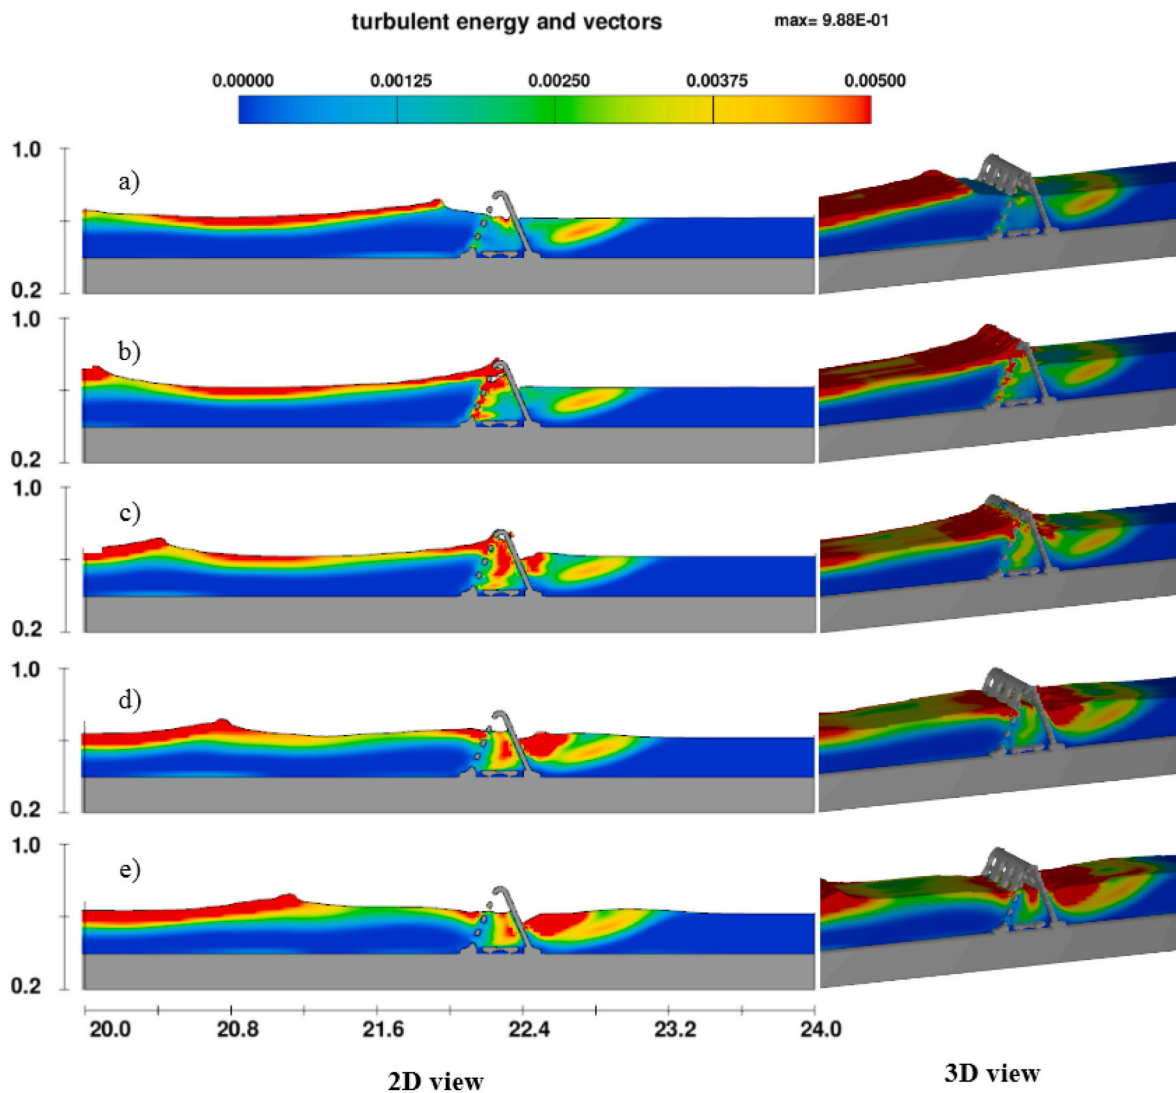 turbulent energy and vectors
max= 9.88E-01
0.00000 0.00125 0.00250 0.00375 0.00500
1.0
a)
0.2
1.0
b)
0.2
1.0
c)
0.2
1.0
d)
0.2
1.0
e)
0.2
20.0 20.8 21.6 22.4 23.2 24.0
2D view
3D view